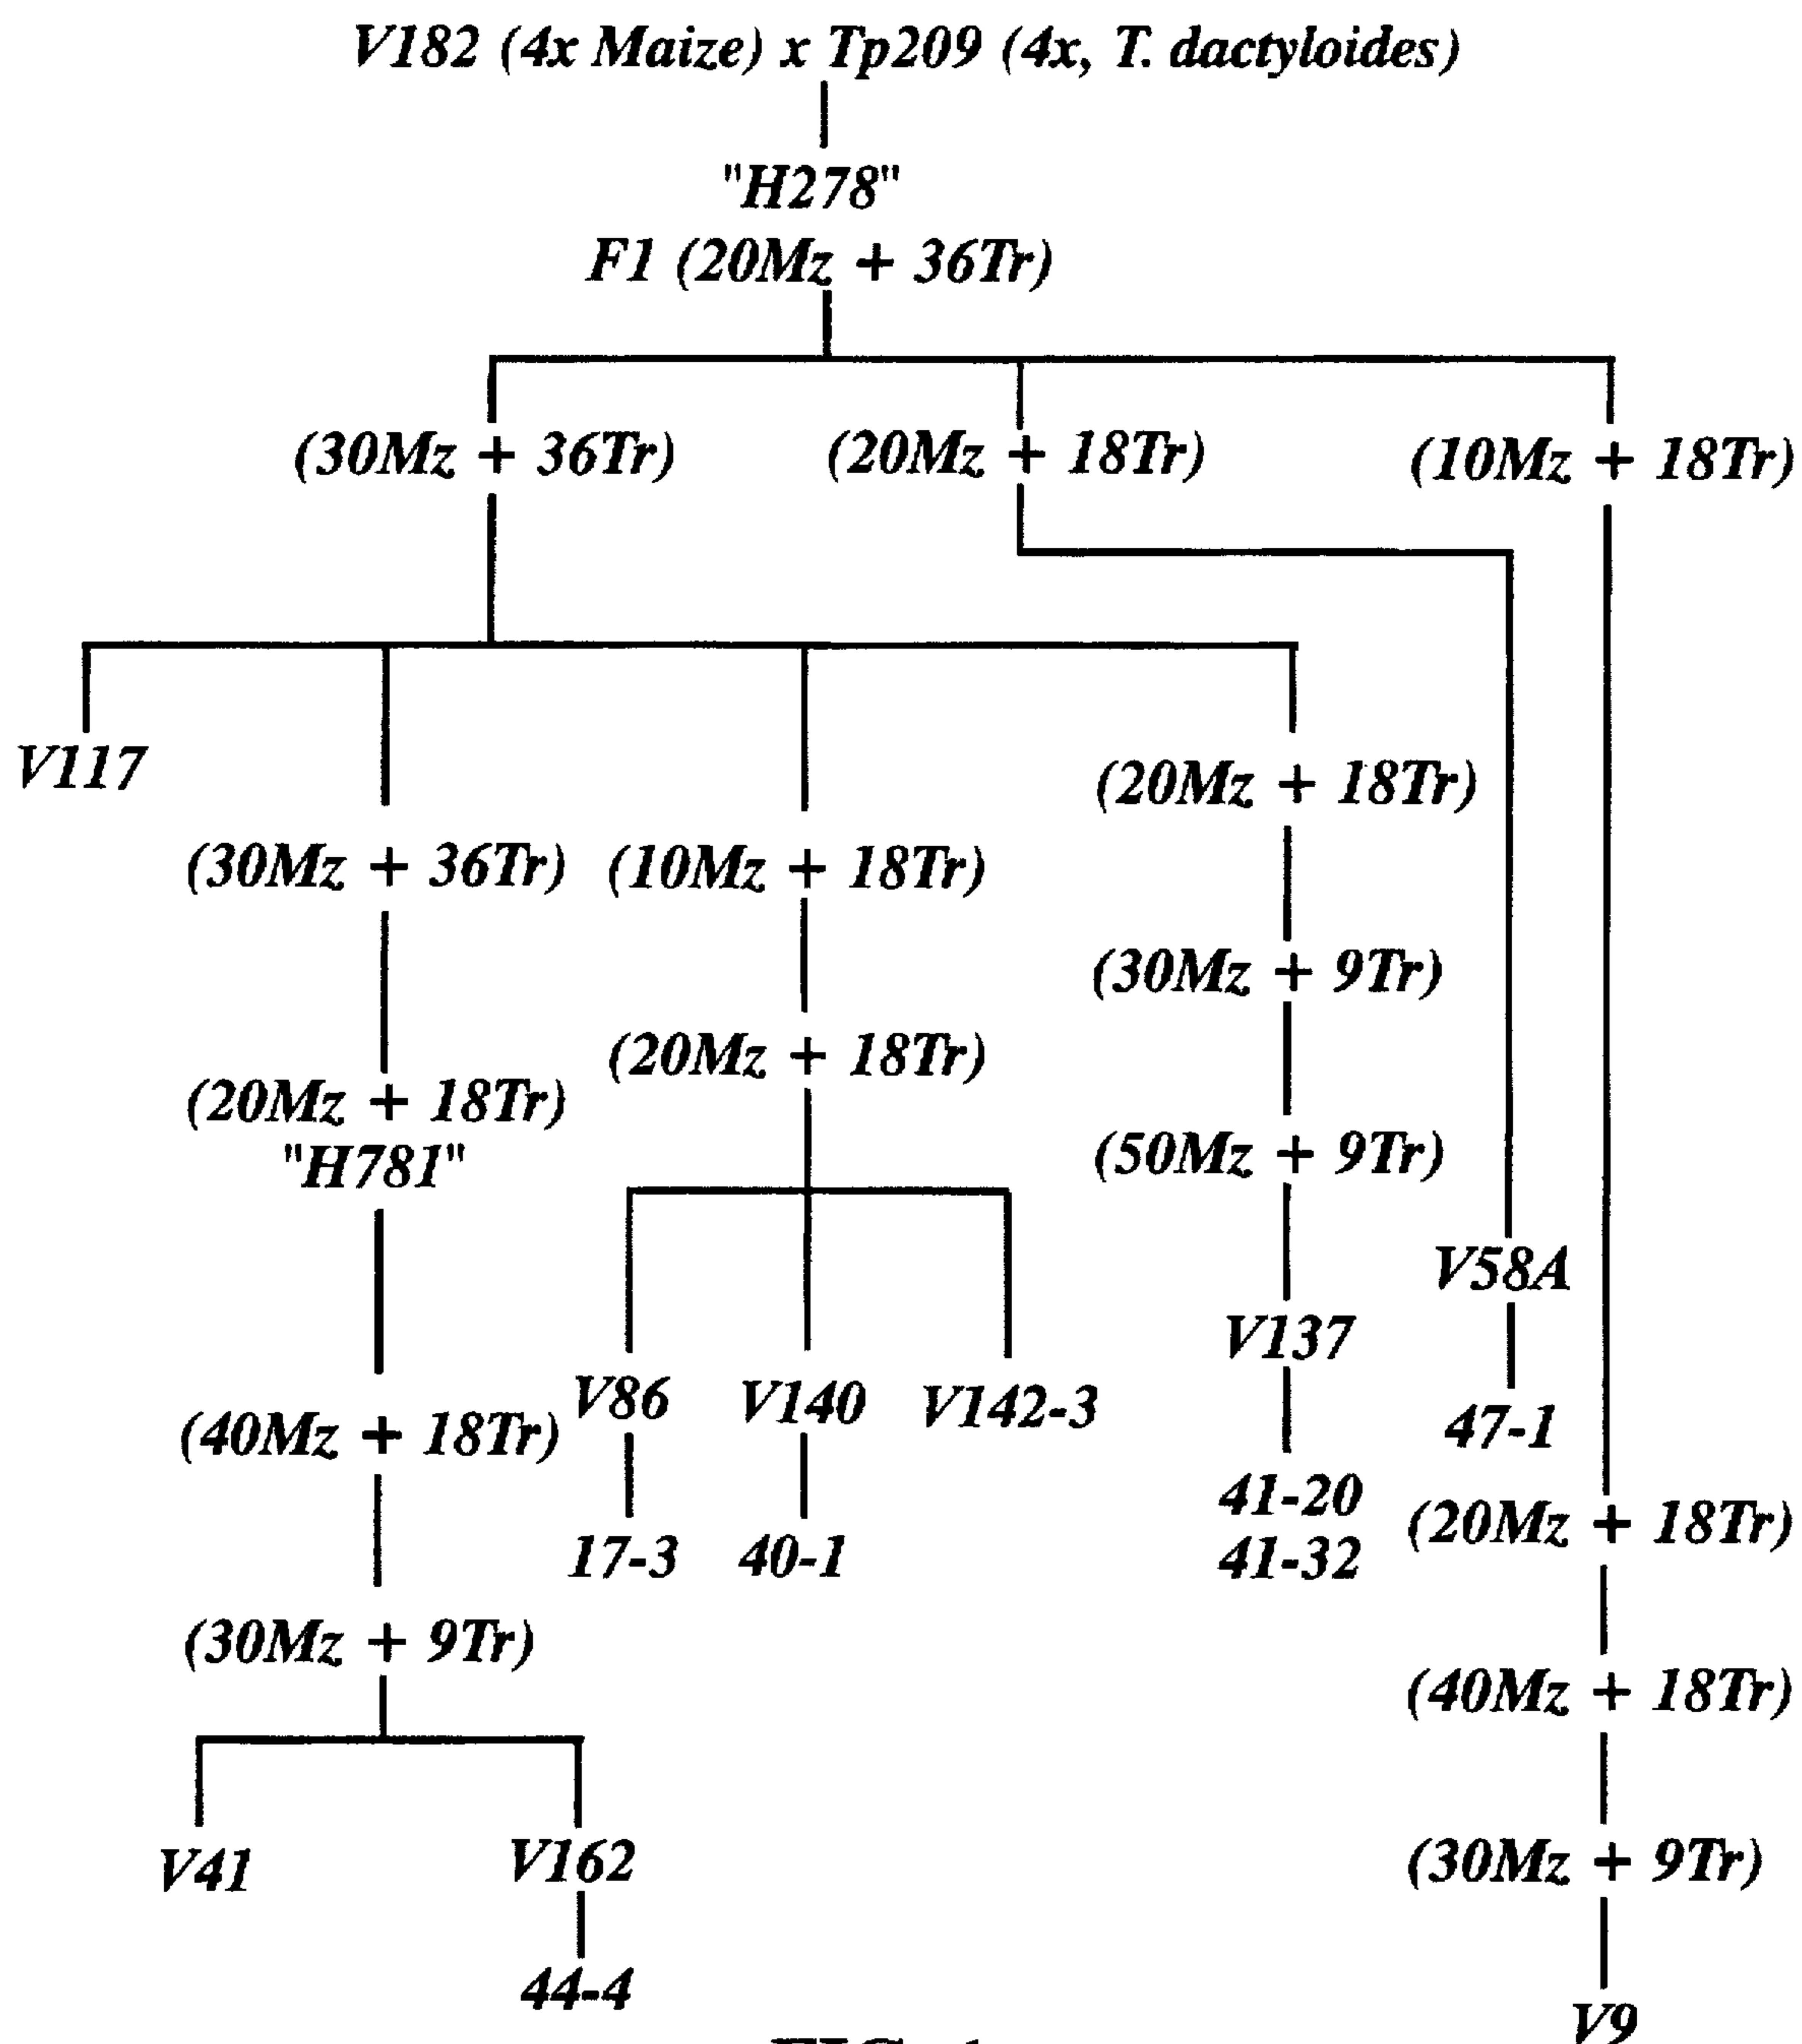 V182 (4x Maize) x Tp209 (4x, T. dactyloides)
"H278"
F1 (20Mz + 36Tr)
(30Mz + 36Tr) (20Mz + 18Tr) (10Mz + 18Tr)
V117
(20Mz + 18Tr)
(30Mz + 36Tr) (10Mz + 18Tr)
(30Mz + 9Tr)
(20Mz + 18Tr)
(20Mz + 18Tr)
"H781"
(50Mz + 9Tr)
V58A
V137
V86 V140 V142-3
(40Mz + 18Tr)
47-1
41-20
41-32
(20Mz + 18Tr)
17-3 40-1
(30Mz + 9Tr)
(40Mz + 18Tr)
V41 V162
(30Mz + 9Tr)
44-4
V9